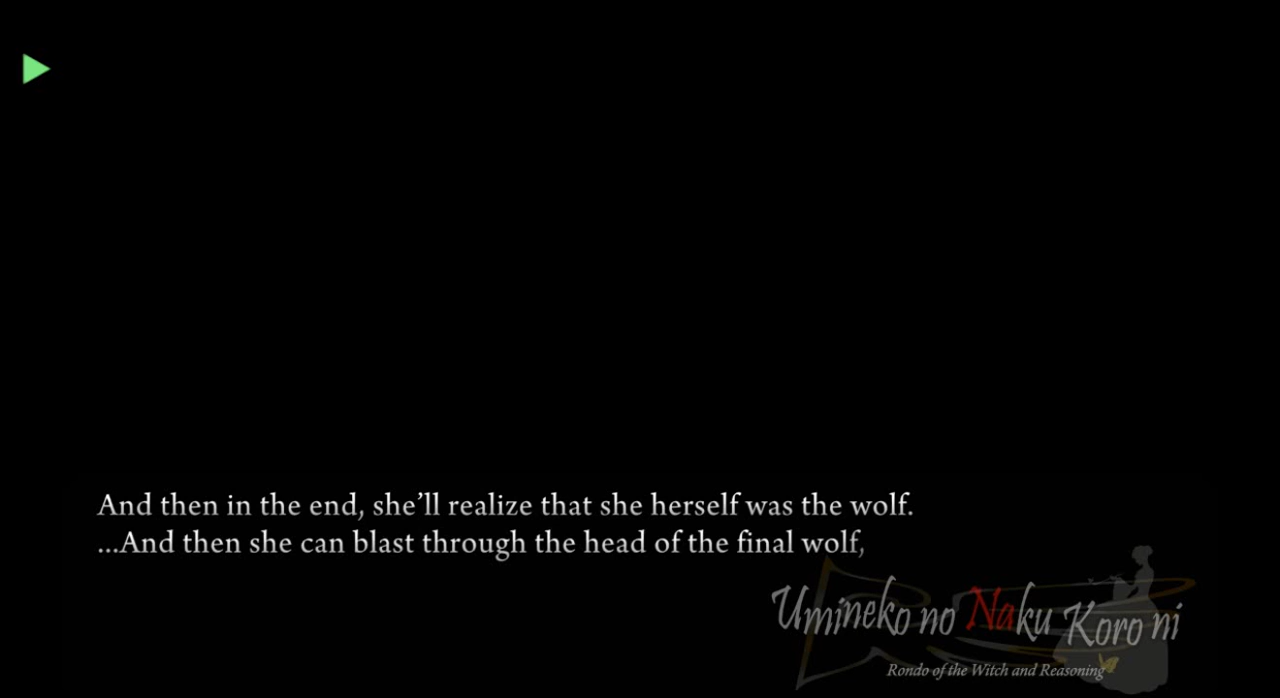 And then in the end, she’ll realize that she herself was the wolf.
...And then she can blast through the head of the final wolf,
Umineko no Naku Koro ni
Rondo of the Witch and Reasoning